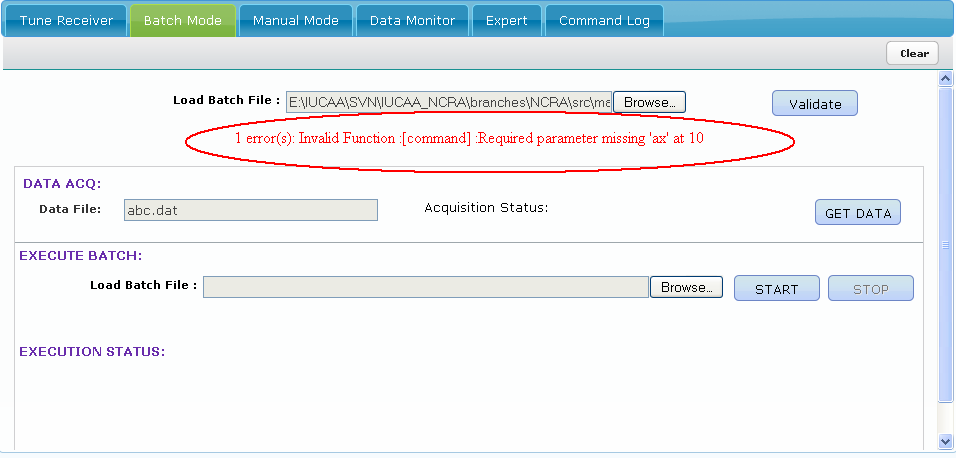 Tune Receiver Batch Mode Manual Mode Data Monitor Expert Command Log
Clear
Load Batch File : E:\IUCAA\SVN\IUCAA_NCRA\branches\NCRA\src\ma Browse... Validate
1 error(s): Invalid Function :[command] :Required parameter missing 'ax' at 10
DATA ACQ:
Data File: abc.dat Acquisition Status: GET DATA
EXECUTE BATCH:
Load Batch File : Browse... START STOP
EXECUTION STATUS: